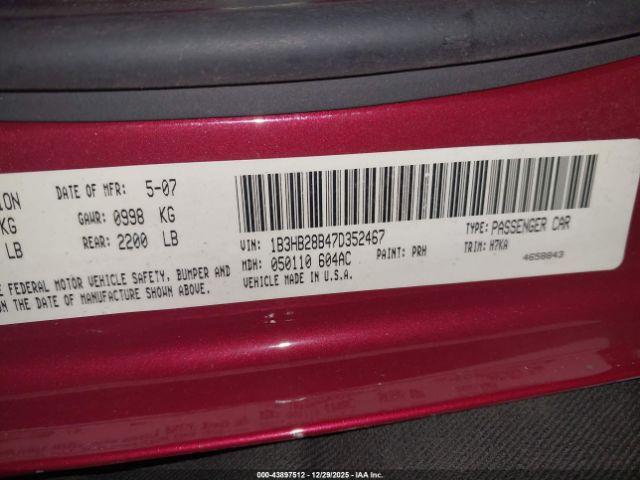 ION DATE OF MFR: 5-07
KG GAWR: 0998 KG
LB REAR: 2200 LB
E FEDERAL MOTOR VEHICLE SAFETY, BUMPER AND
ON THE DATE OF MANUFACTURE SHOWN ABOVE.
VIN: 1B3HB28B47D352467
MDH: 050110 604AC PAINT: PRH
VEHICLE MADE IN U.S.A.
TYPE: PASSENGER CAR
TRIM: H7KA
4658843
000-43897512 - 12/29/2025 - IAA Inc.